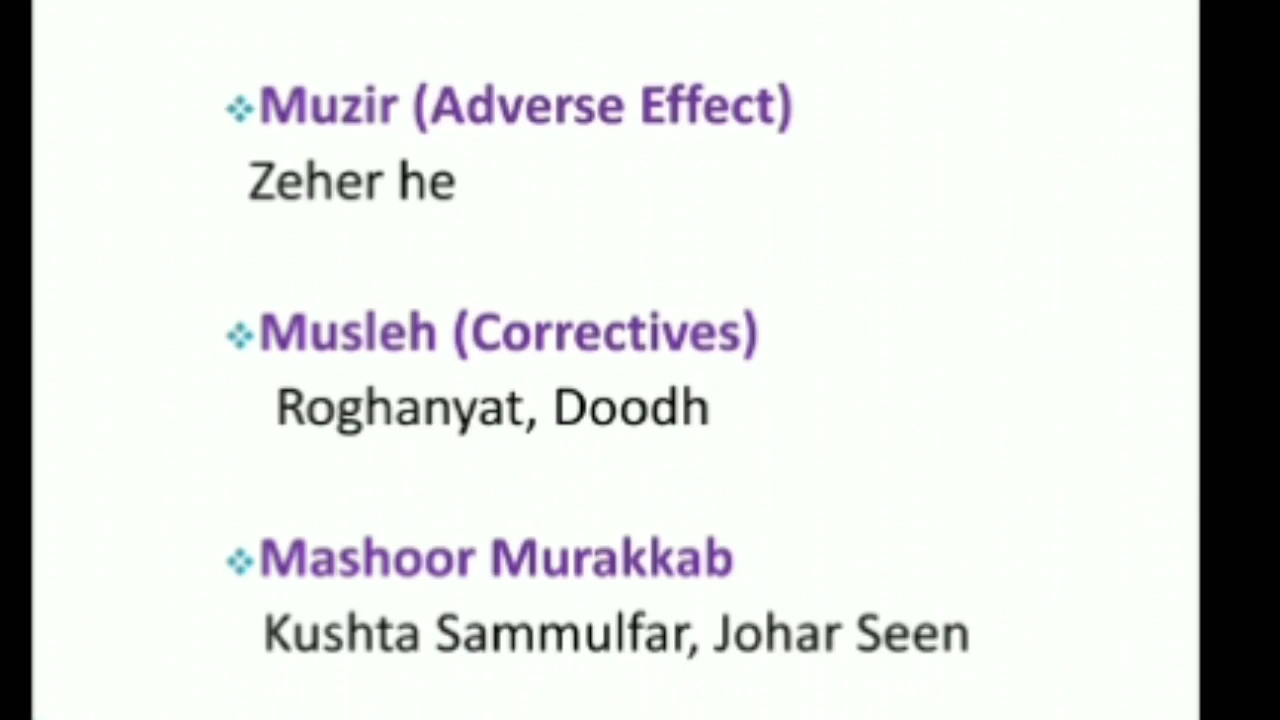 ❖Muzir (Adverse Effect)
Zeher he
❖Musleh (Correctives)
Roghanyat, Doodh
❖Mashoor Murakkab
Kushta Sammulfar, Johar Seen